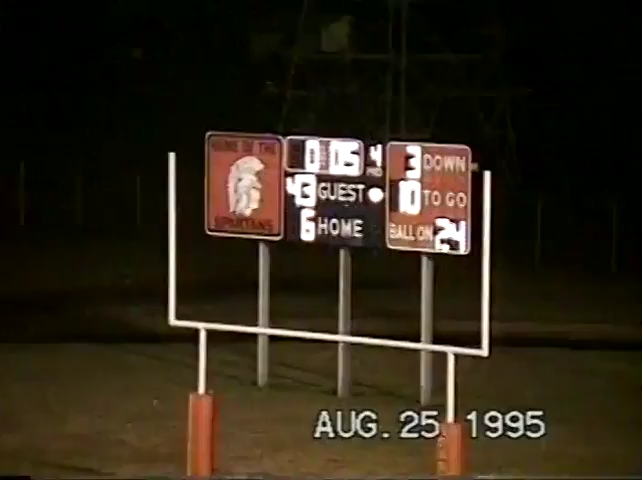 HOME OF THE
SPARTANS
0 05 4
43 GUEST
6 HOME
3 DOWN
10 TO GO
BALL ON 24
AUG. 25 1995